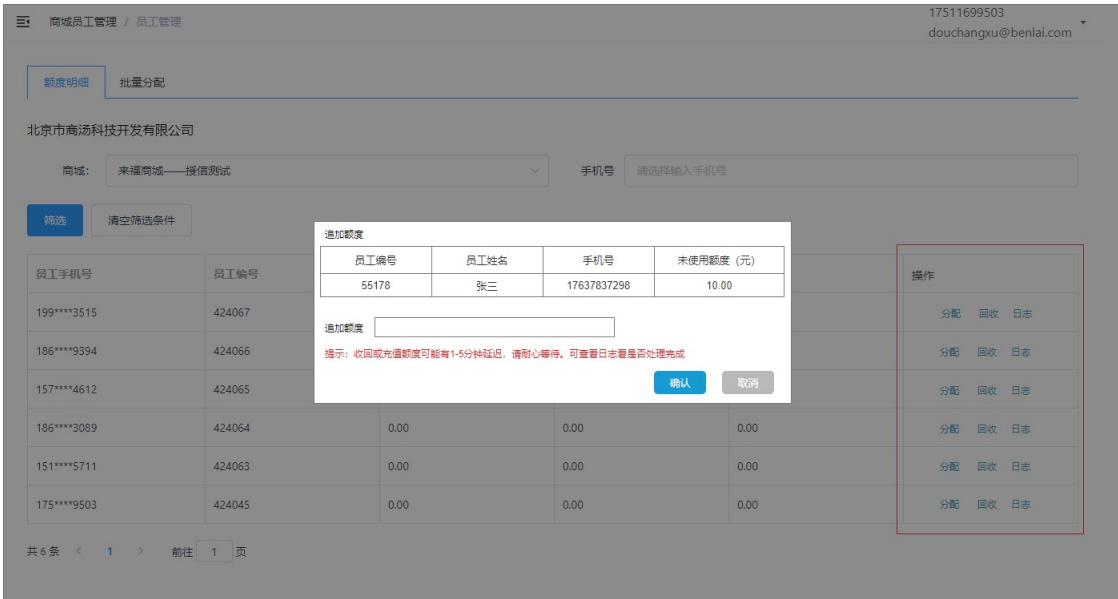 17511699503
商城员工管理 / 员工管理
douchangxu@benlai.com
额度明细 批量分配
北京市商汤科技开发有限公司
商城: 来福商城——授信测试 手机号 请选择输入手机号
筛选 清空筛选条件
追加额度
员工编号 员工姓名 手机号 未使用额度（元）
55178 张三 17637837298 10.00
追加额度
提示：收回或充值额度可能有1-5分钟延迟，请耐心等待。可查看日志看是否处理完成
确认 取消
员工手机号 员工编号 操作
199****3515 424067 分配 回收 日志
186****9394 424066 分配 回收 日志
157****4612 424065 分配 回收 日志
186****3089 424064 0.00 0.00 0.00 分配 回收 日志
151****5711 424063 0.00 0.00 0.00 分配 回收 日志
175****9503 424045 0.00 0.00 0.00 分配 回收 日志
共 6 条 < 1 > 前往 1 页